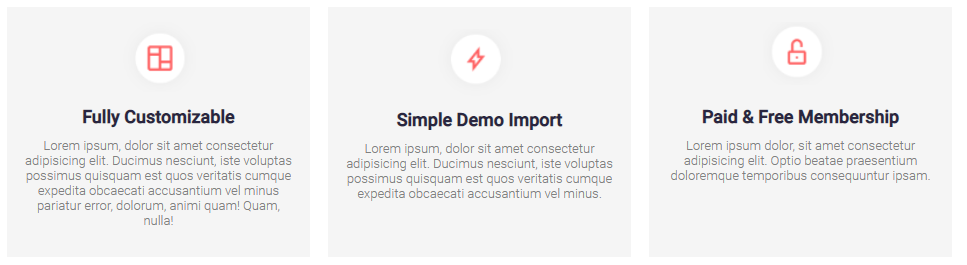 Fully Customizable
Lorem ipsum, dolor sit amet consectetur
adipisicing elit. Ducimus nesciunt, iste voluptas
possimus quisquam est quos veritatis cumque
expedita obcaecati accusantium vel minus
pariatur error, dolorum, animi quam! Quam,
nulla!
Simple Demo Import
Lorem ipsum, dolor sit amet consectetur
adipisicing elit. Ducimus nesciunt, iste voluptas
possimus quisquam est quos veritatis cumque
expedita obcaecati accusantium vel minus.
Paid & Free Membership
Lorem ipsum dolor, dolor sit amet consectetur
adipisicing elit. Optio beatae praesentium
doloremque temporibus consequuntur ipsam.